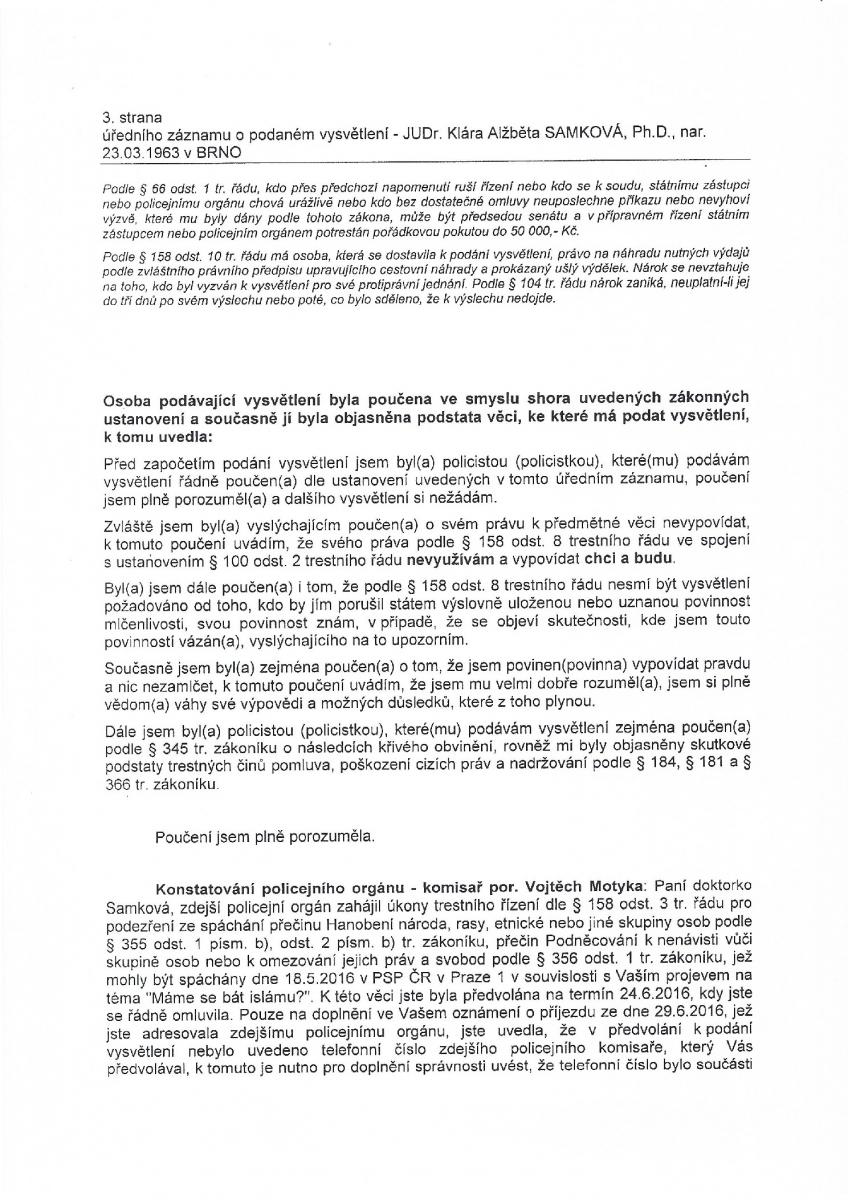 3. strana
úředního záznamu o podaném vysvětlení - JUDr. Klára Alžběta SAMKOVÁ, Ph.D., nar.
23.03.1963 v BRNO
Podle § 66 odst. 1 tr. řádu, kdo přes předchozí napomenutí ruší řízení nebo kdo se k soudu, státnímu zástupci
nebo policejnímu orgánu chová urážlivě nebo kdo bez dostatečné omluvy neuposlechne příkazu nebo nevyhoví
výzvě, které mu byly dány podle tohoto zákona, může být předsedou senátu a v přípravném řízení státním
zástupcem nebo policejním orgánem potrestán pořádkovou pokutou do 50 000,- Kč.
Podle § 158 odst. 10 tr. řádu má osoba, která se dostavila k podání vysvětlení, právo na náhradu nutných výdajů
podle zvláštního právního předpisu upravujícího cestovní náhrady a prokázaný ušlý výdělek. Nárok se nevztahuje
na toho, kdo byl vyzván k vysvětlení pro své protiprávní jednání. Podle § 104 tr. řádu nárok zaniká, neuplatní-li jej
do tří dnů po svém výslechu nebo poté, co bylo sděleno, že k výslechu nedojde.
Osoba podávající vysvětlení byla poučena ve smyslu shora uvedených zákonných
ustanovení a současně jí byla objasněna podstata věci, ke které má podat vysvětlení,
k tomu uvedla:
Před započetím podání vysvětlení jsem byl(a) policistou (policistkou), které(mu) podávám
vysvětlení řádně poučen(a) dle ustanovení uvedených v tomto úředním záznamu, poučení
jsem plně porozuměl(a) a dalšího vysvětlení si nežádám.
Zvláště jsem byl(a) vyslýchajícím poučen(a) o svém právu k předmětné věci nevypovídat,
k tomuto poučení uvádím, že svého práva podle § 158 odst. 8 trestního řádu ve spojení
s ustanovením § 100 odst. 2 trestního řádu nevyužívám a vypovídat chci a budu.
Byl(a) jsem dále poučen(a) i tom, že podle § 158 odst. 8 trestního řádu nesmí být vysvětlení
požadováno od toho, kdo by jím porušil státem výslovně uloženou nebo uznanou povinnost
mlčenlivosti, svou povinnost znám, v případě, že se objeví skutečnosti, kde jsem touto
povinností vázán(a), vyslýchajícího na to upozorním.
Současně jsem byl(a) zejména poučen(a) o tom, že jsem povinen(povinna) vypovídat pravdu
a nic nezamlčet, k tomuto poučení uvádím, že jsem mu velmi dobře rozuměl(a), jsem si plně
vědom(a) váhy své výpovědi a možných důsledků, které z toho plynou.
Dále jsem byl(a) policistou (policistkou), které(mu) podávám vysvětlení zejména poučen(a)
podle § 345 tr. zákoníku o následcích křivého obvinění, rovněž mi byly objasněny skutkové
podstaty trestných činů pomluva, poškození cizích práv a nadržování podle § 184, § 181 a §
366 tr. zákoníku.
Poučení jsem plně porozuměla.
Konstatování policejního orgánu - komisař por. Vojtěch Motyka: Paní doktorko
Samková, zdejší policejní orgán zahájil úkony trestního řízení dle § 158 odst. 3 tr. řádu pro
podezření ze spáchání přečinu Hanobení národa, rasy, etnické nebo jiné skupiny osob podle
§ 355 odst. 1 písm. b), odst. 2 písm. b) tr. zákoníku, přečin Podněcování k nenávisti vůči
skupině osob nebo k omezování jejich práv a svobod podle § 356 odst. 1 tr. zákoníku, jež
mohly být spáchány dne 18.5.2016 v PSP ČR v Praze 1 v souvislosti s Vaším projevem na
téma "Máme se bát islámu?". K této věci jste byla předvolána na termín 24.6.2016, kdy jste
se řádně omluvila. Pouze na doplnění ve Vašem oznámení o příjezdu ze dne 29.6.2016, jež
jste adresovala zdejšímu policejnímu orgánu, jste uvedla, že v předvolání k podání
vysvětlení nebylo uvedeno telefonní číslo zdejšího policejního komisaře, který Vás
předvolával, k tomuto je nutno pro doplnění správnosti uvést, že telefonní číslo bylo součásti